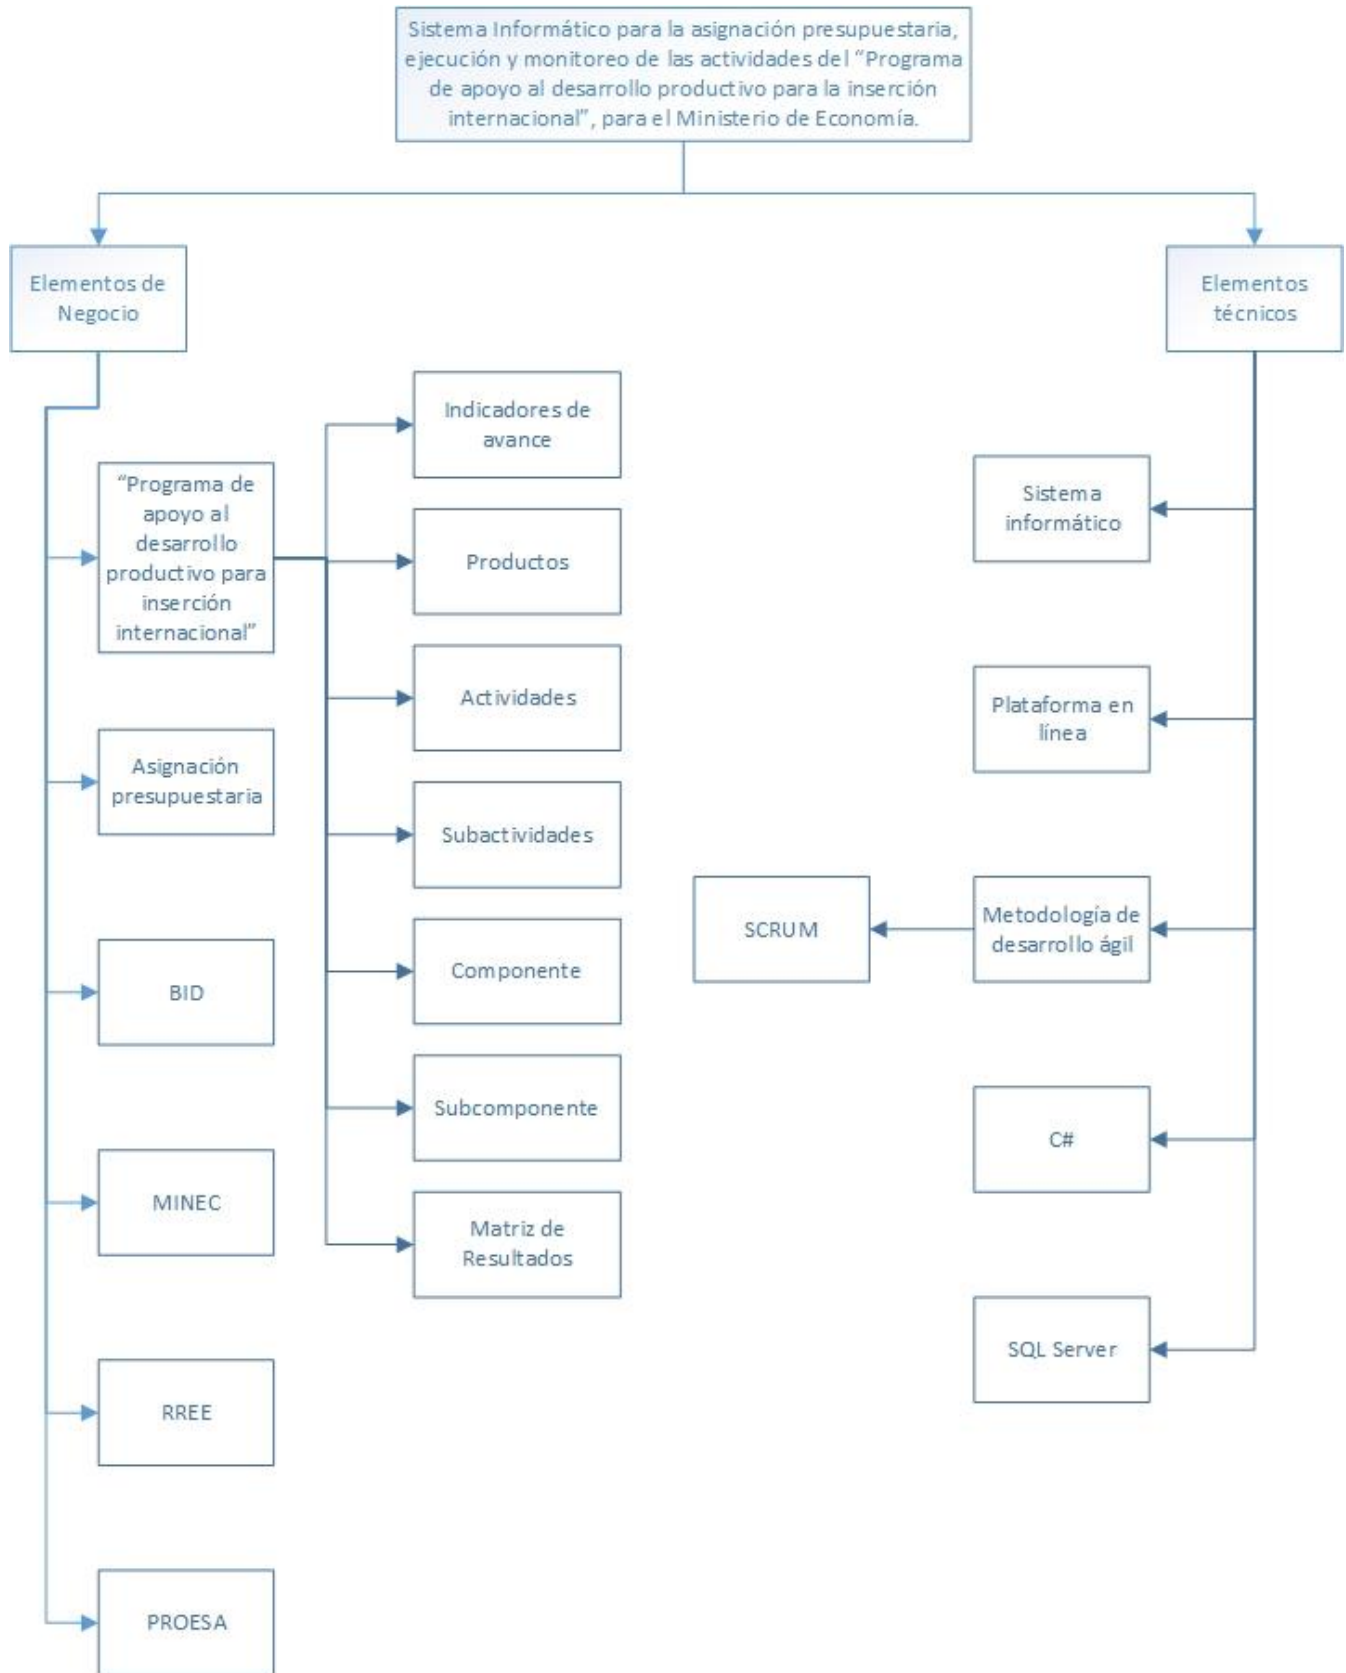 Sistema Informático para la asignación presupuestaria,
ejecución y monitoreo de las actividades del “Programa
de apoyo al desarrollo productivo para la inserción
internacional”, para el Ministerio de Economía.
Elementos de
Negocio
Elementos
técnicos
“Programa de
apoyo al
desarrollo
productivo para
inserción
internacional”
Asignación
presupuestaria
BID
MINEC
RREE
PROESA
Indicadores de
avance
Productos
Actividades
Subactividades
Componente
Subcomponente
Matriz de
Resultados
Sistema
informático
Plataforma en
línea
Metodología de
desarrollo ágil
SCRUM
C#
SQL Server